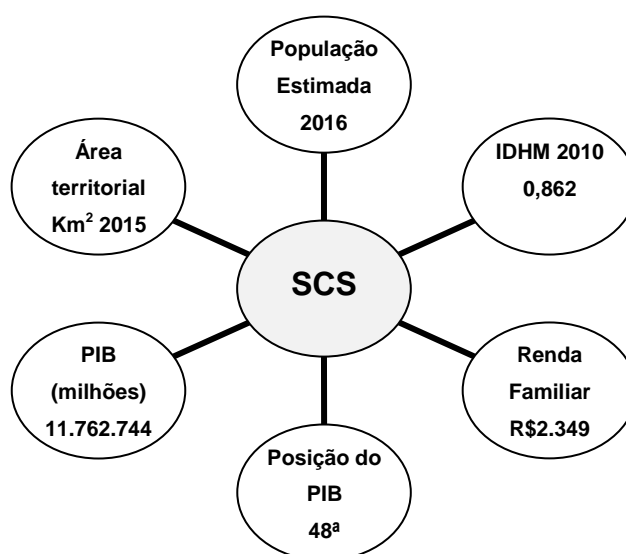 População
Estimada
2016
Área
territorial
Km² 2015
IDHM 2010
0,862
SCS
PIB
(milhões)
11.762.744
Renda
Familiar
R$2.349
Posição do
PIB
48ª